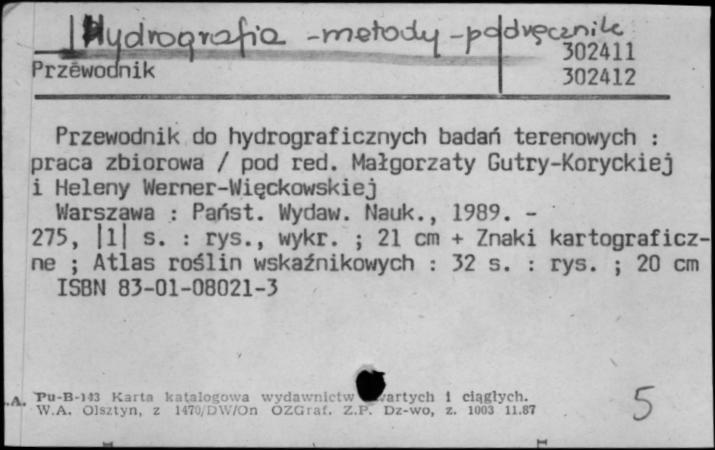 Hydrografia - metody - podręcznik
302411
Przewodnik
302412
Przewodnik do hydrograficznych badań terenowych :
praca zbiorowa / pod red. Małgorzaty Gutry-Koryckiej
i Heleny Werner-Więckowskiej
Warszawa : Państ. Wydaw. Nauk., 1989. -
275, |1| s. : rys., wykr. ; 21 cm + Znaki kartograficz-
ne ; Atlas roślin wskaźnikowych : 32 s. : rys. ; 20 cm
ISBN 83-01-08021-3
.A. Pu-B-143 Karta katalogowa wydawnictw wartych i ciągłych.
W.A. Olsztyn, z 1470/DW/On OZGraf. Z.P. Dz-wo, z. 1003 11.87
5